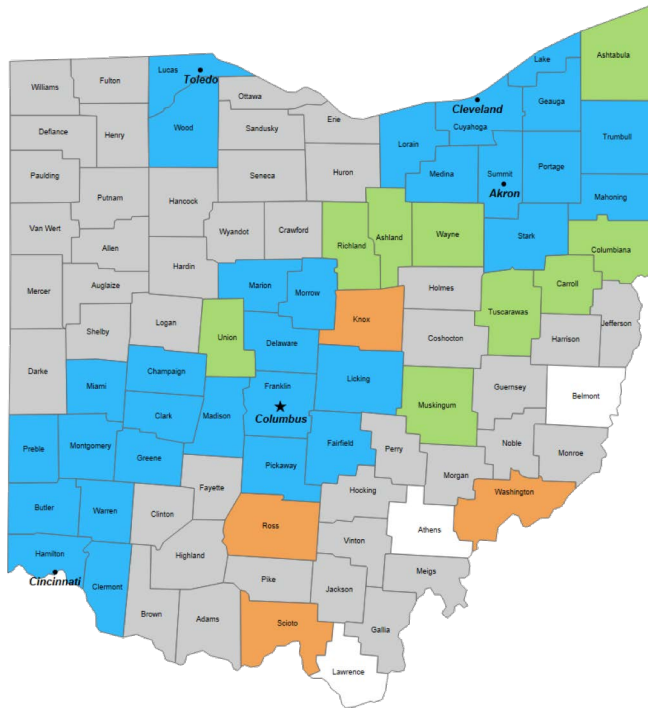 Ashtabula
Lake
Lucas
Fulton
Toledo
Williams
Geauga
Ottawa
Cleveland
Erie
Cuyahoga
Defiance
Henry
Wood
Sandusky
Trumbull
Lorain
Portage
Medina
Summit
Huron
Seneca
Paulding
Akron
Putnam
Hancock
Mahoning
Van Wert
Wyandot
Crawford
Ashland
Wayne
Stark
Richland
Allen
Columbiana
Hardin
Carroll
Holmes
Marion
Morrow
Mercer
Auglaize
Jefferson
Logan
Tuscarawas
Knox
Shelby
Union
Coshocton
Harrison
Delaware
Darke
Champaign
Licking
Franklin
Guernsey
Miami
Belmont
Clark
Madison
Columbus
Muskingum
Fairfield
Preble
Montgomery
Noble
Perry
Monroe
Greene
Pickaway
Morgan
Fayette
Hocking
Washington
Butler
Warren
Clinton
Ross
Athens
Vinton
Hamilton
Highland
Meigs
Cincinnati
Clermont
Pike
Jackson
Brown
Adams
Scioto
Gallia
Lawrence